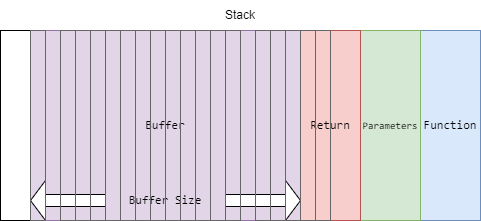 Stack
Buffer
Return
Parameters
Function
Buffer Size